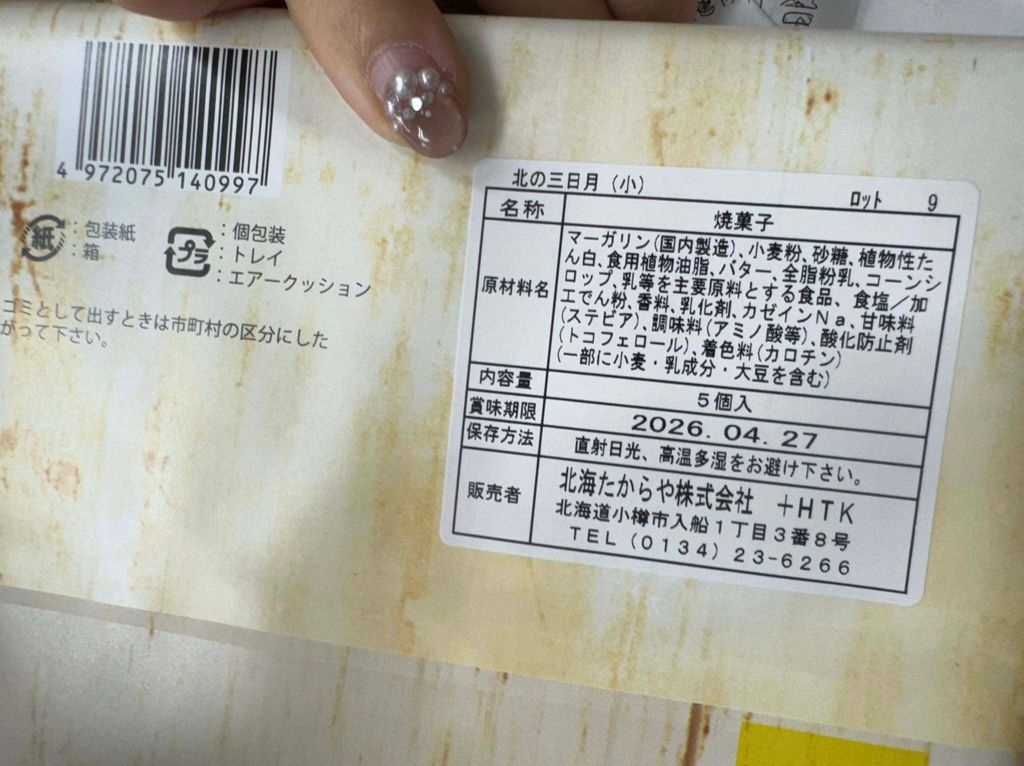 4 972075 140997
紙 : 包装紙
: 箱
プラ : 個包装
: トレイ
: エアークッション
ゴミとして出すときは市町村の区分にした
がって下さい。
北の三日月（小） ロット 9
名称 焼菓子
原材料名 マーガリン(国内製造)、小麦粉、砂糖、植物性た
ん白、食用植物油脂、バター、全脂粉乳、コーンシ
ロップ、乳等を主要原料とする食品、食塩／加
工でん粉、香料、乳化剤、カゼインＮａ、甘味料
(ステビア)、調味料(アミノ酸等)、酸化防止剤
(トコフェロール)、着色料(カロチン)
(一部に小麦・乳成分・大豆を含む)
内容量 ５個入
賞味期限 2026.04.27
保存方法 直射日光、高温多湿をお避け下さい。
販売者 北海たからや株式会社 +HTK
北海道小樽市入船１丁目３番８号
ＴＥＬ(０１３４)２３-６２６６